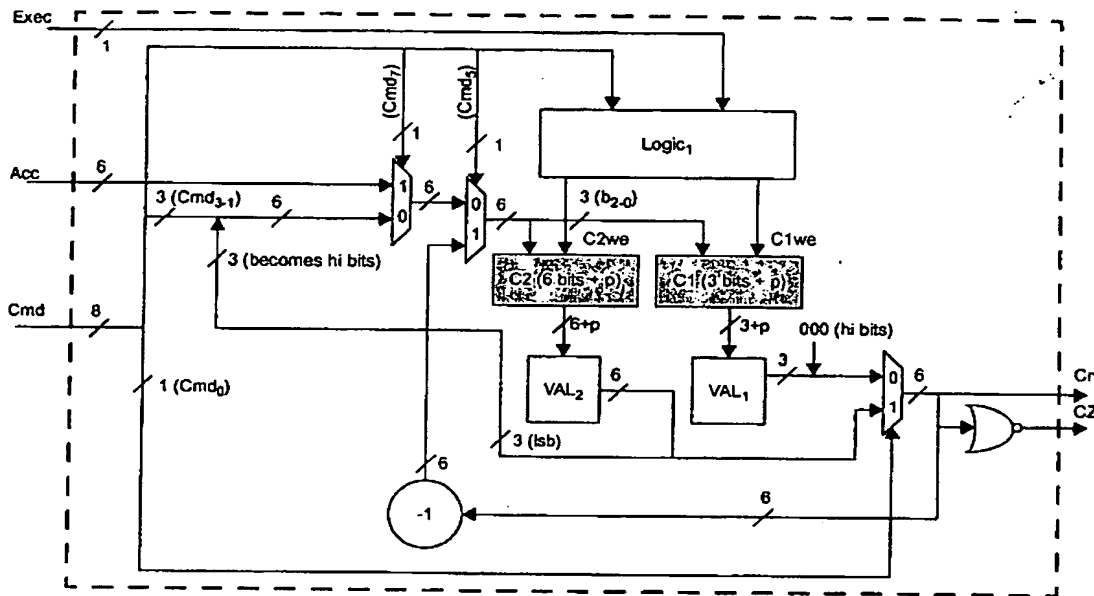 Exec
1
(Cmd₇)
(Cmd₅)
1
1
Logic₁
Acc
6
1
0
6
0
1
6
3 (b₂₋₀)
3 (Cmd₃₋₁)
6
C2we
C1we
3 (becomes hi bits)
C2 (6 bits + p)
C1 (3 bits + p)
Cmd
8
6+p
3+p
000 (hi bits)
1 (Cmd₀)
VAL₂
6
VAL₁
3
0
1
6
CZ
3 (lsb)
6
-1
6